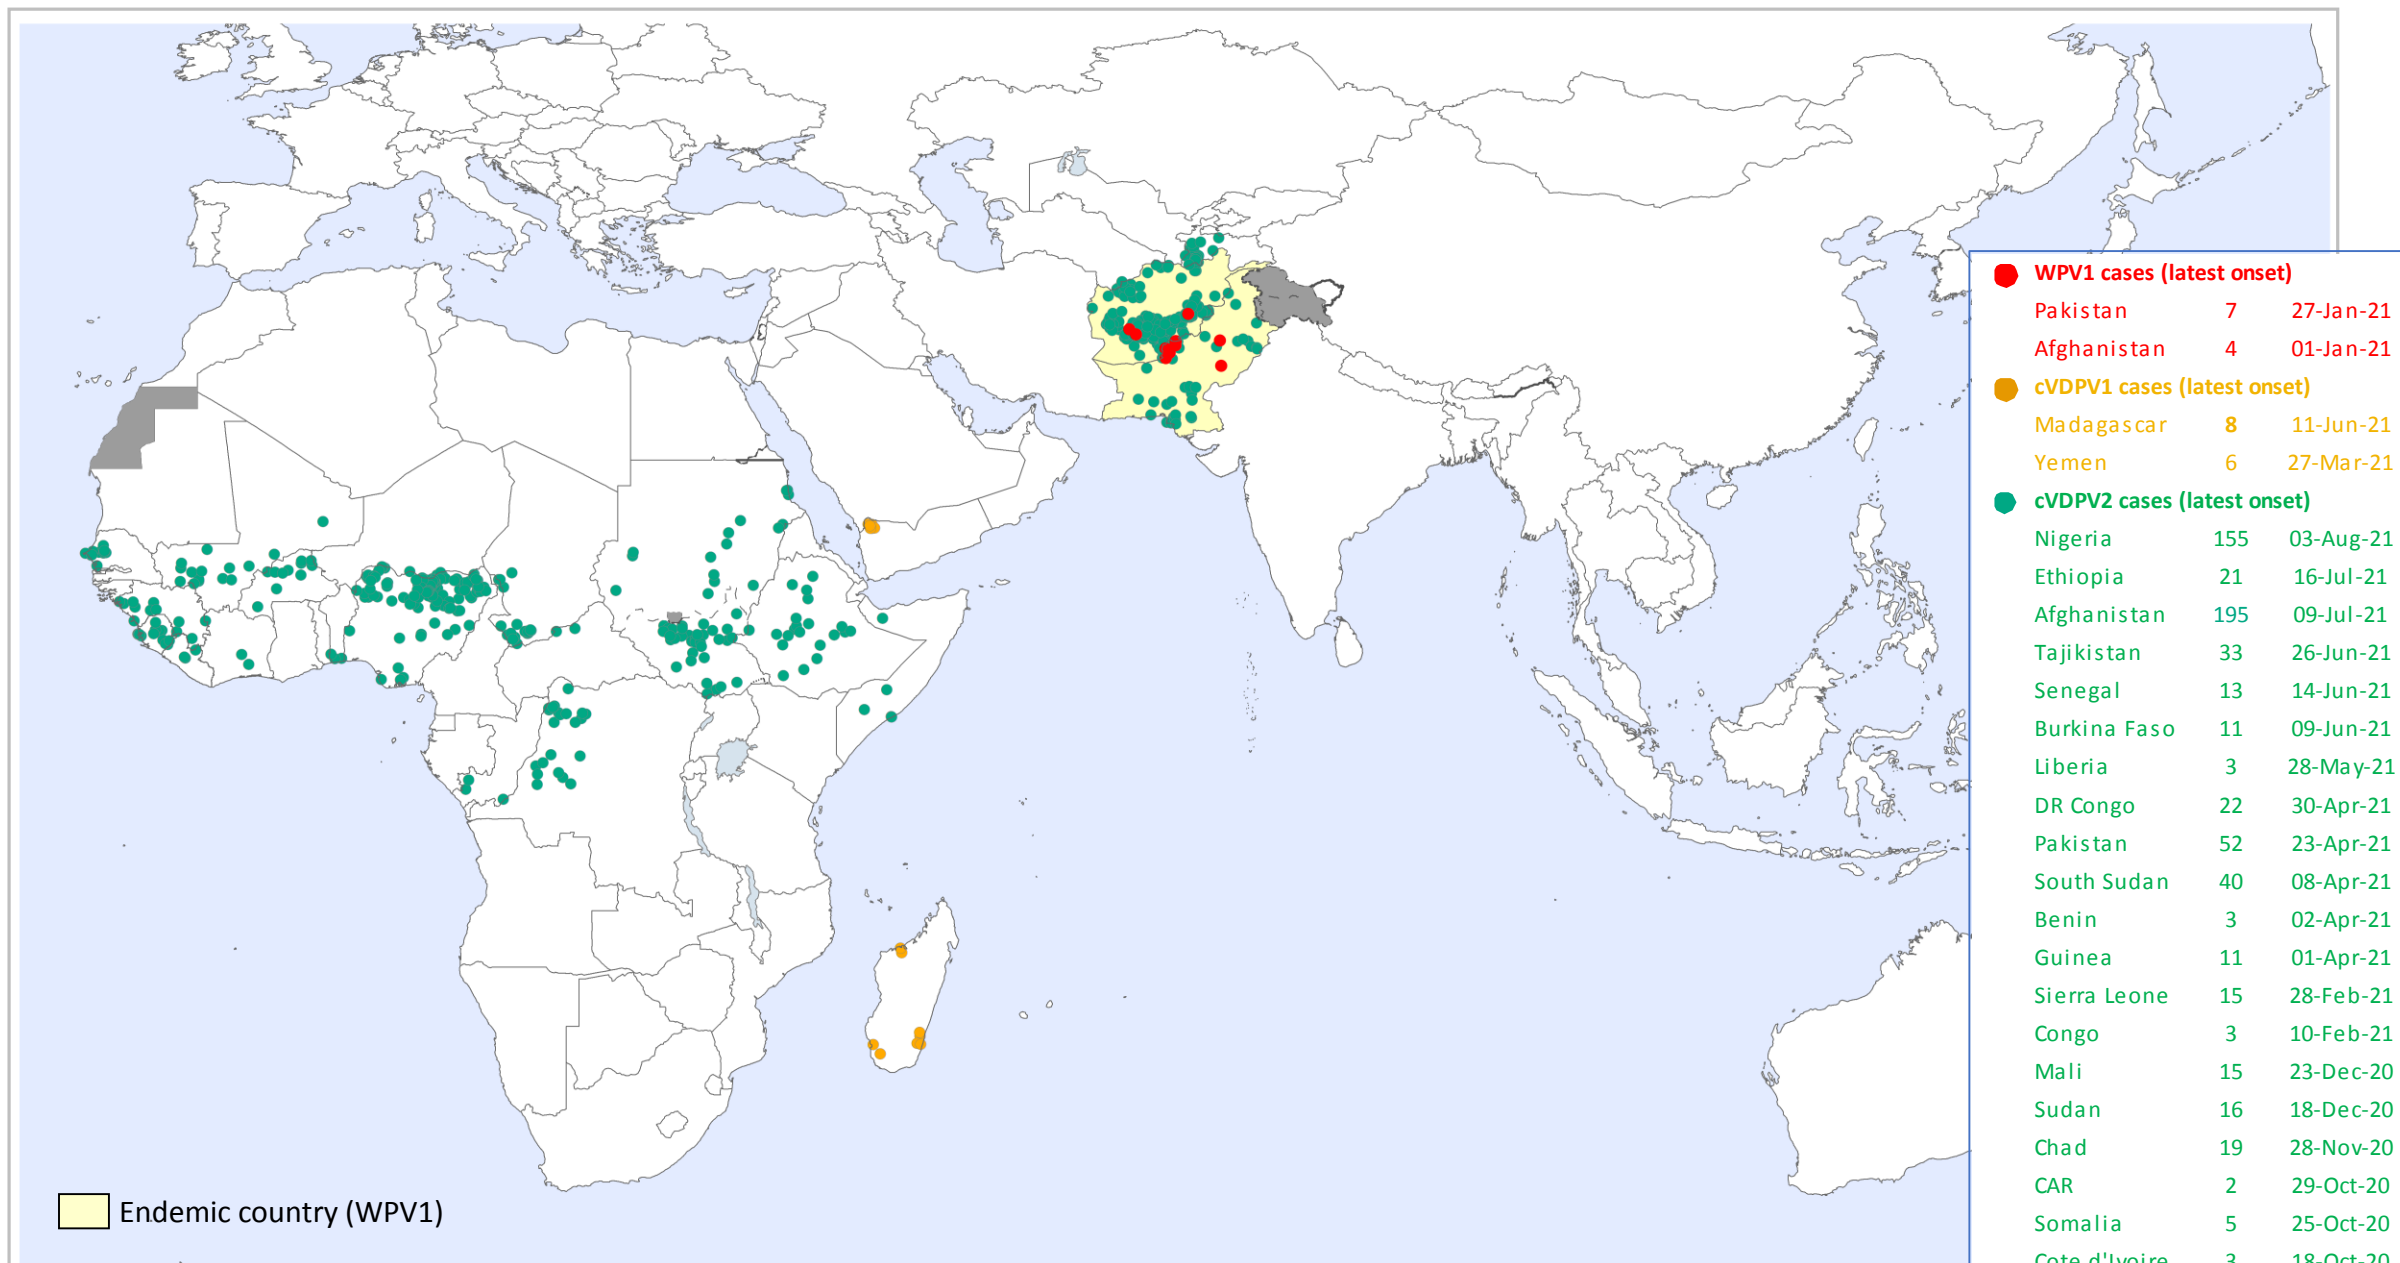 WPV1 cases (latest onset)
Pakistan 7 27-Jan-21
Afghanistan 4 01-Jan-21
cVDPV1 cases (latest onset)
Madagascar 8 11-Jun-21
Yemen 6 27-Mar-21
cVDPV2 cases (latest onset)
Nigeria 155 03-Aug-21
Ethiopia 21 16-Jul-21
Afghanistan 195 09-Jul-21
Tajikistan 33 26-Jun-21
Senegal 13 14-Jun-21
Burkina Faso 11 09-Jun-21
Liberia 3 28-May-21
DR Congo 22 30-Apr-21
Pakistan 52 23-Apr-21
South Sudan 40 08-Apr-21
Benin 3 02-Apr-21
Guinea 11 01-Apr-21
Sierra Leone 15 28-Feb-21
Congo 3 10-Feb-21
Mali 15 23-Dec-20
Sudan 16 18-Dec-20
Chad 19 28-Nov-20
CAR 2 29-Oct-20
Somalia 5 25-Oct-20
Cote d'Ivoire 3 18-Oct-20
Endemic country (WPV1)